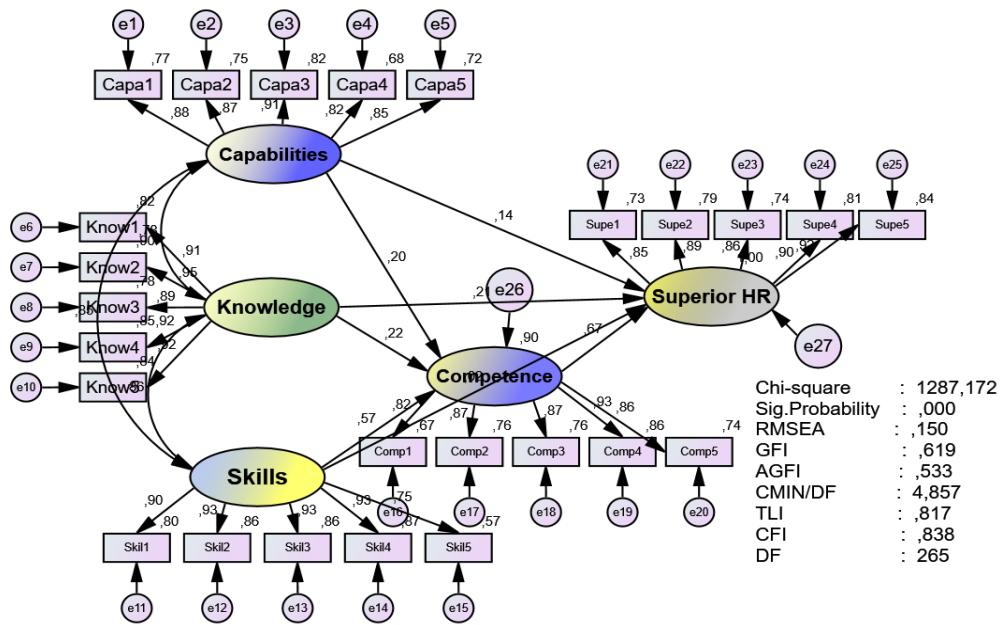 e1 e2 e3 e4 e5
,77 ,75 ,82 ,68 ,72
Capa1 Capa2 Capa3 Capa4 Capa5
,88 ,87 ,91 ,82 ,85
Capabilities
e21 e22 e23 e24 e25
,73 ,79 ,74 ,81 ,84
Supe1 Supe2 Supe3 Supe4 Supe5
,85 ,89 ,86 ,00 ,90
,14
,82
e6 Know1
,90
,91
e7 Know2
,78 ,95
,20
e26
Superior HR
e8 Know3 ,89
Knowledge
,21
,85 ,92
,22
,90
,67
e27
e9 Know4
,92
,84
e10 Know5
Competence
,57 ,82 ,67 ,87 ,76 ,87 ,76 ,93 ,86 ,86 ,74
Comp1 Comp2 Comp3 Comp4 Comp5
e16 e17 e18 e19 e20
Skills
,90 ,93 ,93 ,93 ,75
,80 ,86 ,86 ,87 ,57
Skil1 Skil2 Skil3 Skil4 Skil5
e11 e12 e13 e14 e15
Chi-square : 1287,172
Sig.Probability : ,000
RMSEA : ,150
GFI : ,619
AGFI : ,533
CMIN/DF : 4,857
TLI : ,817
CFI : ,838
DF : 265